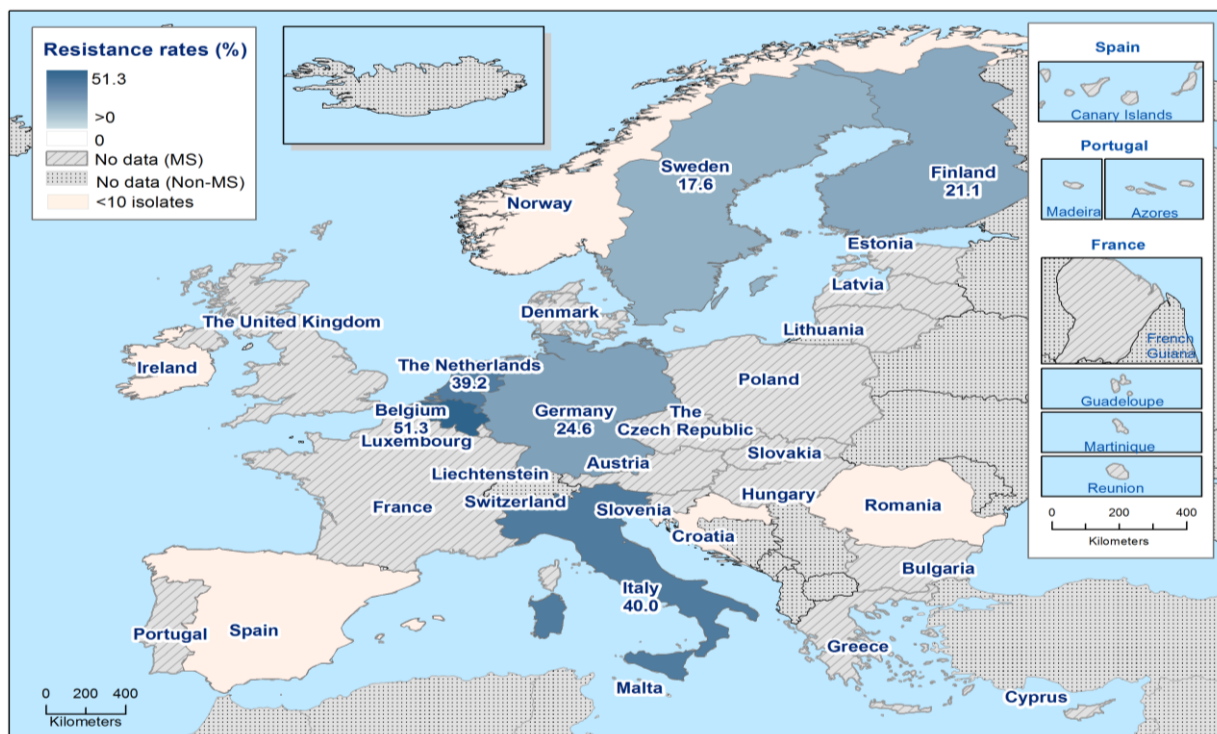 Resistance rates (%)
51.3
>0
0
No data (MS)
No data (Non-MS)
<10 isolates
Spain
Canary Islands
Portugal
Madeira
Azores
France
French
Guiana
Guadeloupe
Martinique
Reunion
0 200 400
Kilometers
Sweden
17.6
Finland
21.1
Norway
Estonia
Latvia
Denmark
Lithuania
The United Kingdom
Ireland
The Netherlands
39.2
Poland
Belgium
51.3
Germany
24.6
The
Czech Republic
Luxembourg
Slovakia
Austria
Liechtenstein
Hungary
Switzerland
France
Slovenia
Romania
Croatia
Bulgaria
Italy
40.0
Portugal
Spain
Greece
Malta
Cyprus
0 200 400
Kilometers